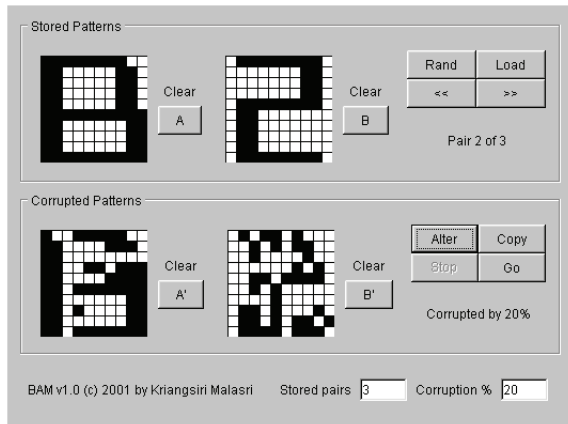 Stored Patterns
Clear
A
Clear
B
Rand
Load
<<
>>
Pair 2 of 3
Corrupted Patterns
Clear
A'
Clear
B'
Alter
Copy
Stop
Go
Corrupted by 20%
BAM v1.0 (c) 2001 by Kriangsiri Malasri
Stored pairs
3
Corruption %
20